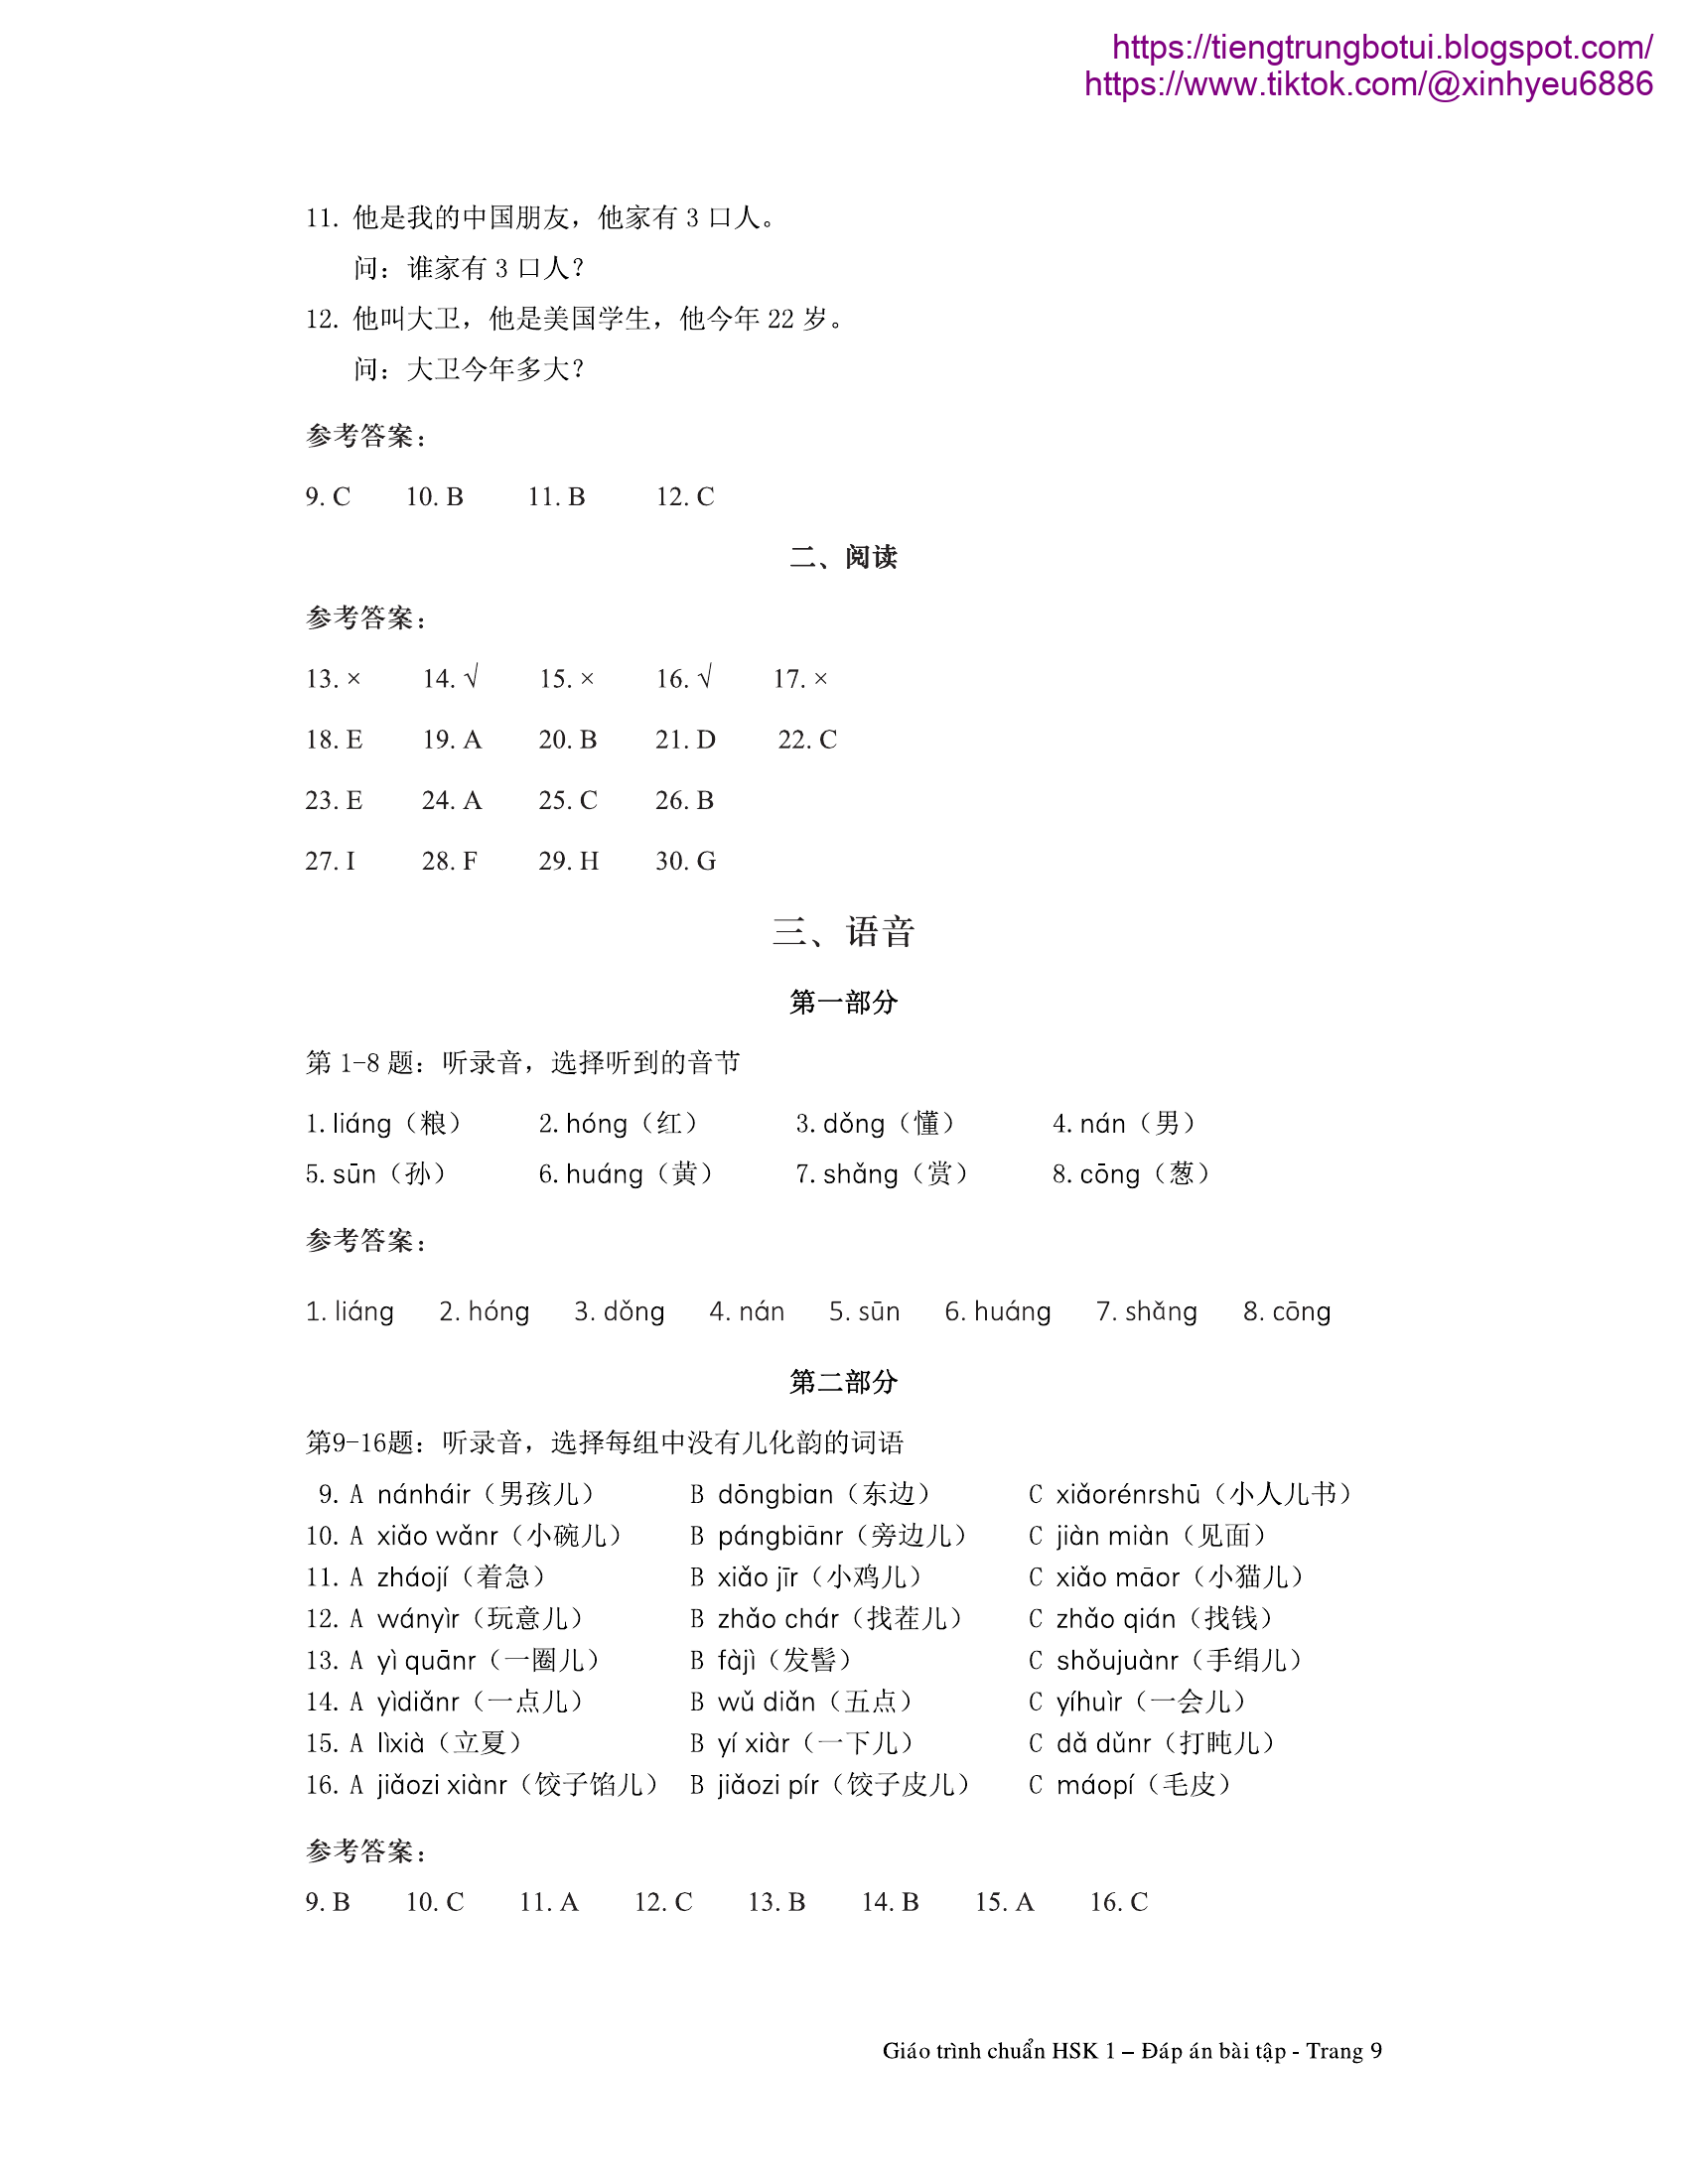 https://tiengtrungbotui.blogspot.com/
https://www.tiktok.com/@xinhyeu6886
11. 他是我的中国朋友，他家有 3 口人。
问：谁家有 3 口人？
12. 他叫大卫，他是美国学生，他今年 22 岁。
问：大卫今年多大？
参考答案：
9. C 10. B 11. B 12. C
二、阅读
参考答案：
13. × 14. √ 15. × 16. √ 17. ×
18. E 19. A 20. B 21. D 22. C
23. E 24. A 25. C 26. B
27. I 28. F 29. H 30. G
三、语音
第一部分
第 1-8 题：听录音，选择听到的音节
1. liáng（粮） 2. hóng（红） 3. dǒng（懂） 4. nán（男）
5. sūn（孙） 6. huáng（黄） 7. shǎng（赏） 8. cōng（葱）
参考答案：
1. liáng 2. hóng 3. dǒng 4. nán 5. sūn 6. huáng 7. shǎng 8. cōng
第二部分
第9-16题：听录音，选择每组中没有儿化韵的词语
9. A nánháir（男孩儿） B dōngbian（东边） C xiǎorénrshū（小人儿书）
10. A xiǎo wǎnr（小碗儿） B pángbiānr（旁边儿） C jiàn miàn（见面）
11. A zháojí（着急） B xiǎo jīr（小鸡儿） C xiǎo māor（小猫儿）
12. A wányìr（玩意儿） B zhǎo chár（找茬儿） C zhǎo qián（找钱）
13. A yì quānr（一圈儿） B fàjì（发髻） C shǒujuànr（手绢儿）
14. A yìdiǎnr（一点儿） B wǔ diǎn（五点） C yíhuìr（一会儿）
15. A lìxià（立夏） B yí xiàr（一下儿） C dǎ dǔnr（打盹儿）
16. A jiǎozi xiànr（饺子馅儿） B jiǎozi pír（饺子皮儿） C máopí（毛皮）
参考答案：
9. B 10. C 11. A 12. C 13. B 14. B 15. A 16. C
Giáo trình chuẩn HSK 1 – Đáp án bài tập - Trang 9